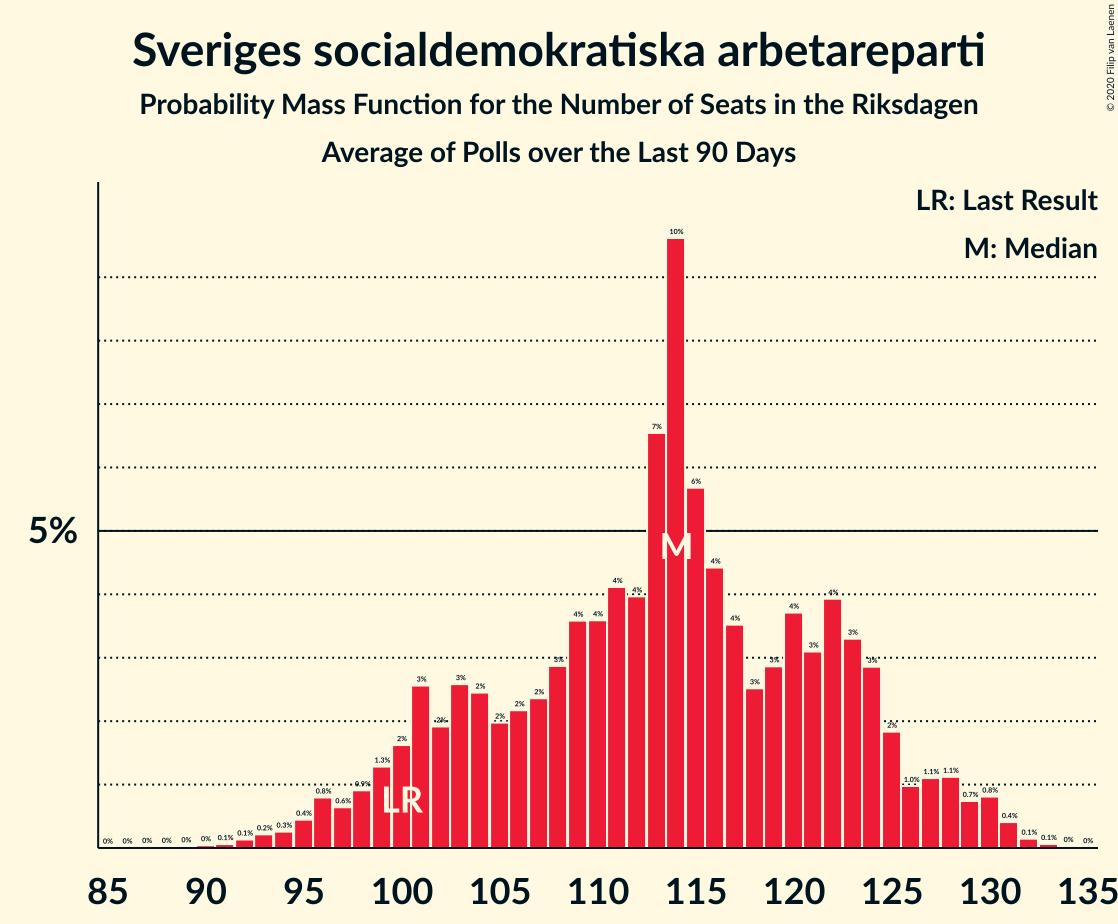 Sveriges socialdemokratiska arbetareparti
Probability Mass Function for the Number of Seats in the Riksdagen
Average of Polls over the Last 90 Days
© 2020 Filip van Laenen
LR: Last Result
M: Median
5%
0% 0% 0% 0% 0% 0% 0.1% 0.1% 0.2% 0.3% 0.4% 0.8% 0.6% 0.9% 1.3% 2% 3% 2% 3% 2% 2% 2% 2% 3% 4% 4% 4% 4% 7% 10% 6% 4% 4% 3% 3% 4% 3% 4% 3% 3% 2% 1.0% 1.1% 1.1% 0.7% 0.8% 0.4% 0.1% 0.1% 0% 0%
M
LR
85 90 95 100 105 110 115 120 125 130 135